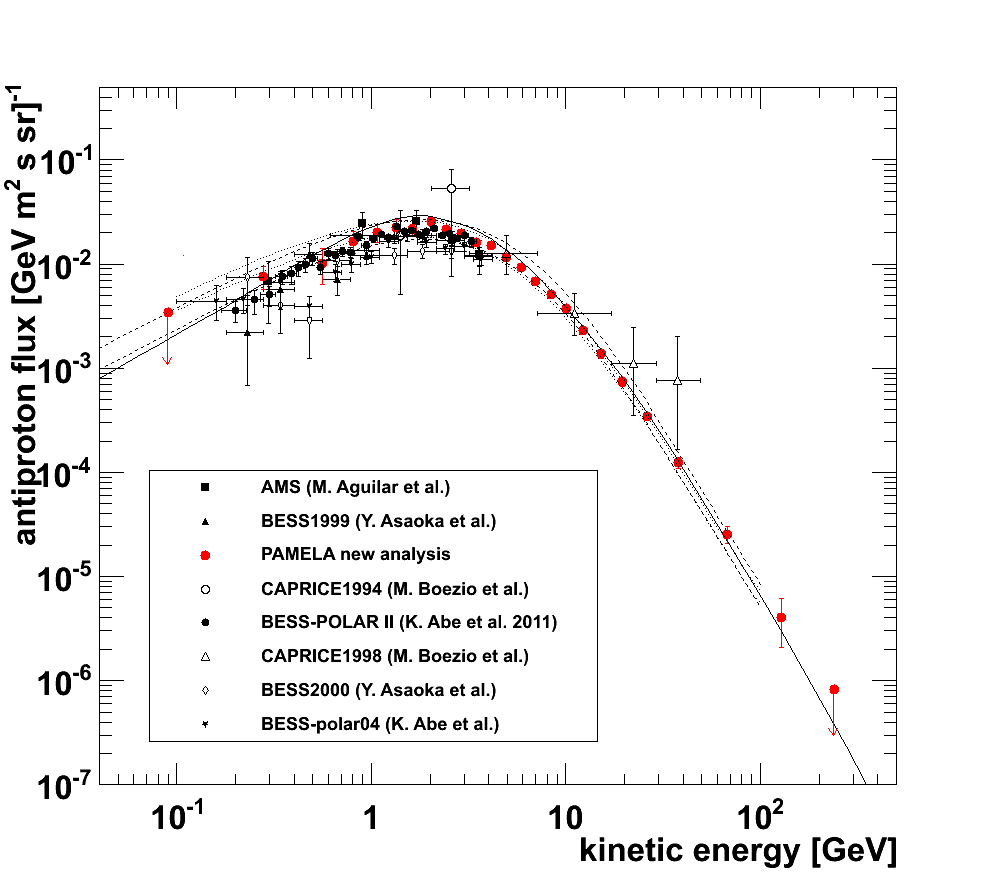 antiproton flux [GeV m² s sr]⁻¹
10⁻¹
10⁻²
10⁻³
10⁻⁴
10⁻⁵
10⁻⁶
10⁻⁷
AMS (M. Aguilar et al.)
BESS1999 (Y. Asaoka et al.)
PAMELA new analysis
CAPRICE1994 (M. Boezio et al.)
BESS-POLAR II (K. Abe et al. 2011)
CAPRICE1998 (M. Boezio et al.)
BESS2000 (Y. Asaoka et al.)
BESS-polar04 (K. Abe et al.)
10⁻¹ 1 10 10²
kinetic energy [GeV]